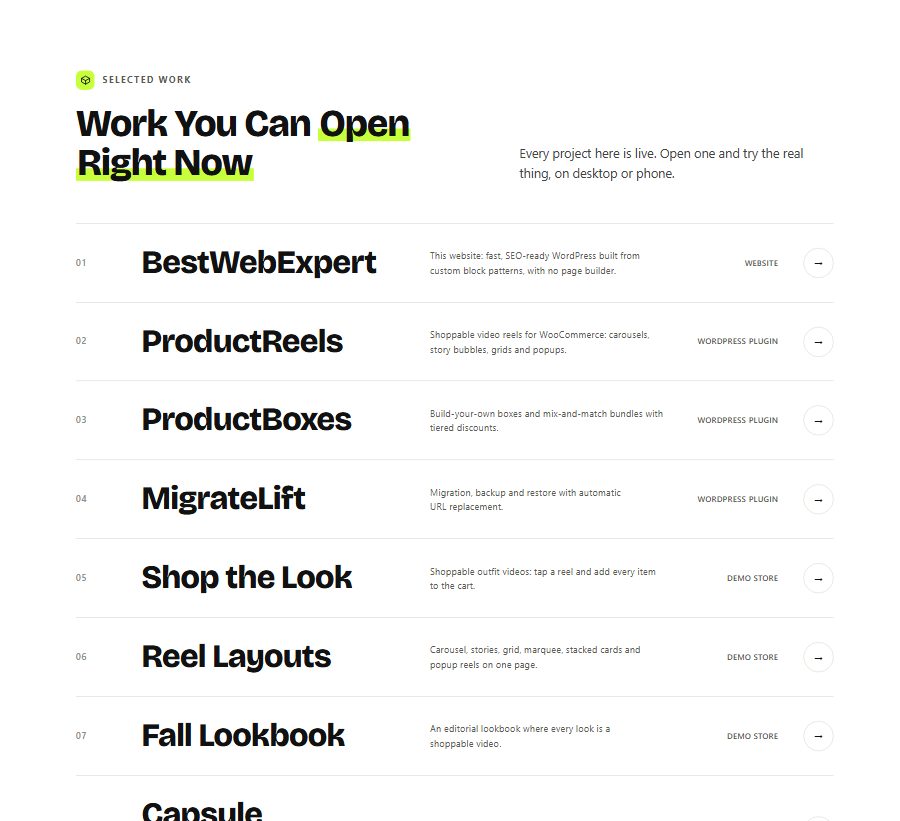 SELECTED WORK
Work You Can Open
Right Now
Every project here is live. Open one and try the real
thing, on desktop or phone.
01
BestWebExpert
This website: fast, SEO-ready WordPress built from
custom block patterns, with no page builder.
WEBSITE
→
02
ProductReels
Shoppable video reels for WooCommerce: carousels,
story bubbles, grids and popups.
WORDPRESS PLUGIN
→
03
ProductBoxes
Build-your-own boxes and mix-and-match bundles with
tiered discounts.
WORDPRESS PLUGIN
→
04
MigrateLift
Migration, backup and restore with automatic
URL replacement.
WORDPRESS PLUGIN
→
05
Shop the Look
Shoppable outfit videos: tap a reel and add every item
to the cart.
DEMO STORE
→
06
Reel Layouts
Carousel, stories, grid, marquee, stacked cards and
popup reels on one page.
DEMO STORE
→
07
Fall Lookbook
An editorial lookbook where every look is a
shoppable video.
DEMO STORE
→
Capsule